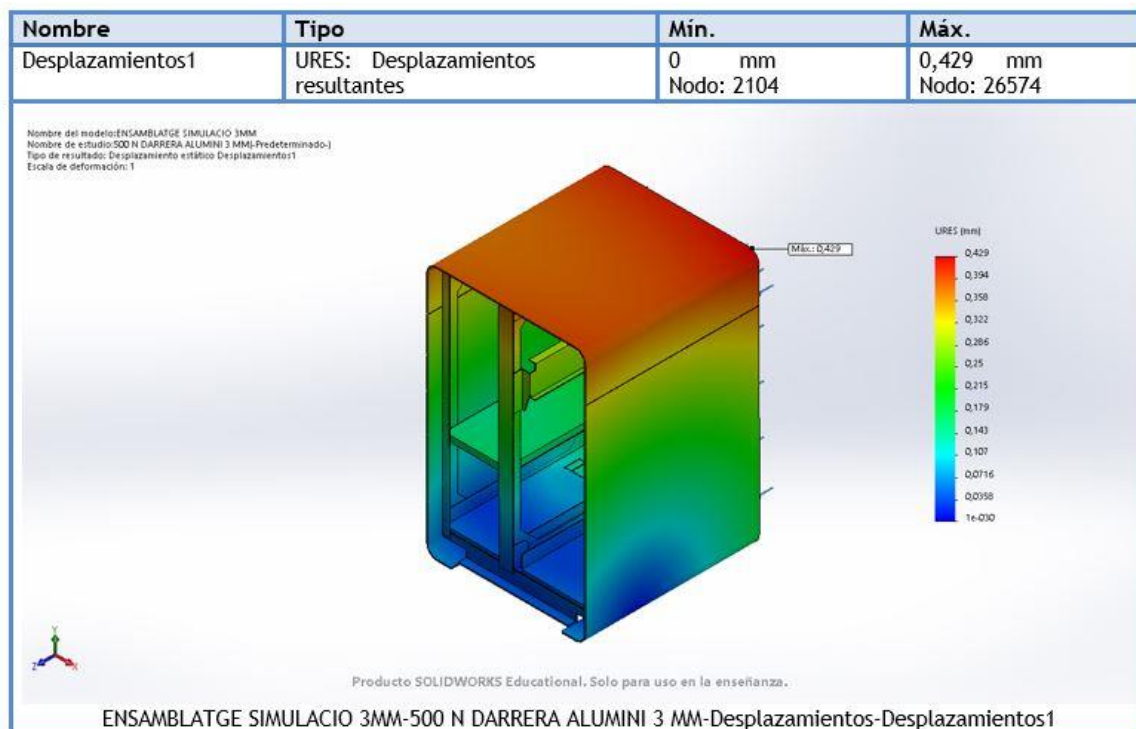 Nombre Tipo Mín. Máx.
Desplazamientos1 URES: Desplazamientos resultantes 0 mm Nodo: 2104 0,429 mm Nodo: 26574
Nombre del modelo:ENSAMBLATGE SIMULACIO 3MM
Nombre de estudio:500 N DARRERA ALUMINI 3 MM(-Predeterminado-)
Tipo de resultado: Desplazamiento estático Desplazamientos1
Escala de deformación: 1
URES (mm)
Máx.: 0,429
0,429
0,394
0,358
0,322
0,286
0,25
0,215
0,179
0,143
0,107
0,0716
0,0358
1e-030
Y
Z X
Producto SOLIDWORKS Educational. Solo para uso en la enseñanza.
ENSAMBLATGE SIMULACIO 3MM-500 N DARRERA ALUMINI 3 MM-Desplazamientos-Desplazamientos1